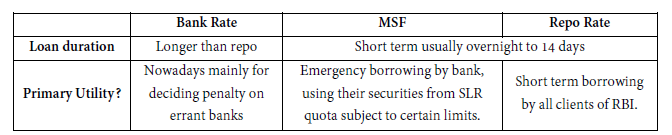 Bank Rate MSF Repo Rate
Loan duration Longer than repo Short term usually overnight to 14 days
Primary Utility?
Nowadays mainly for
deciding penalty on
errant banks
Emergency borrowing by bank,
using their securities from SLR
quota subject to certain limits.
Short term borrowing
by all clients of RBI.